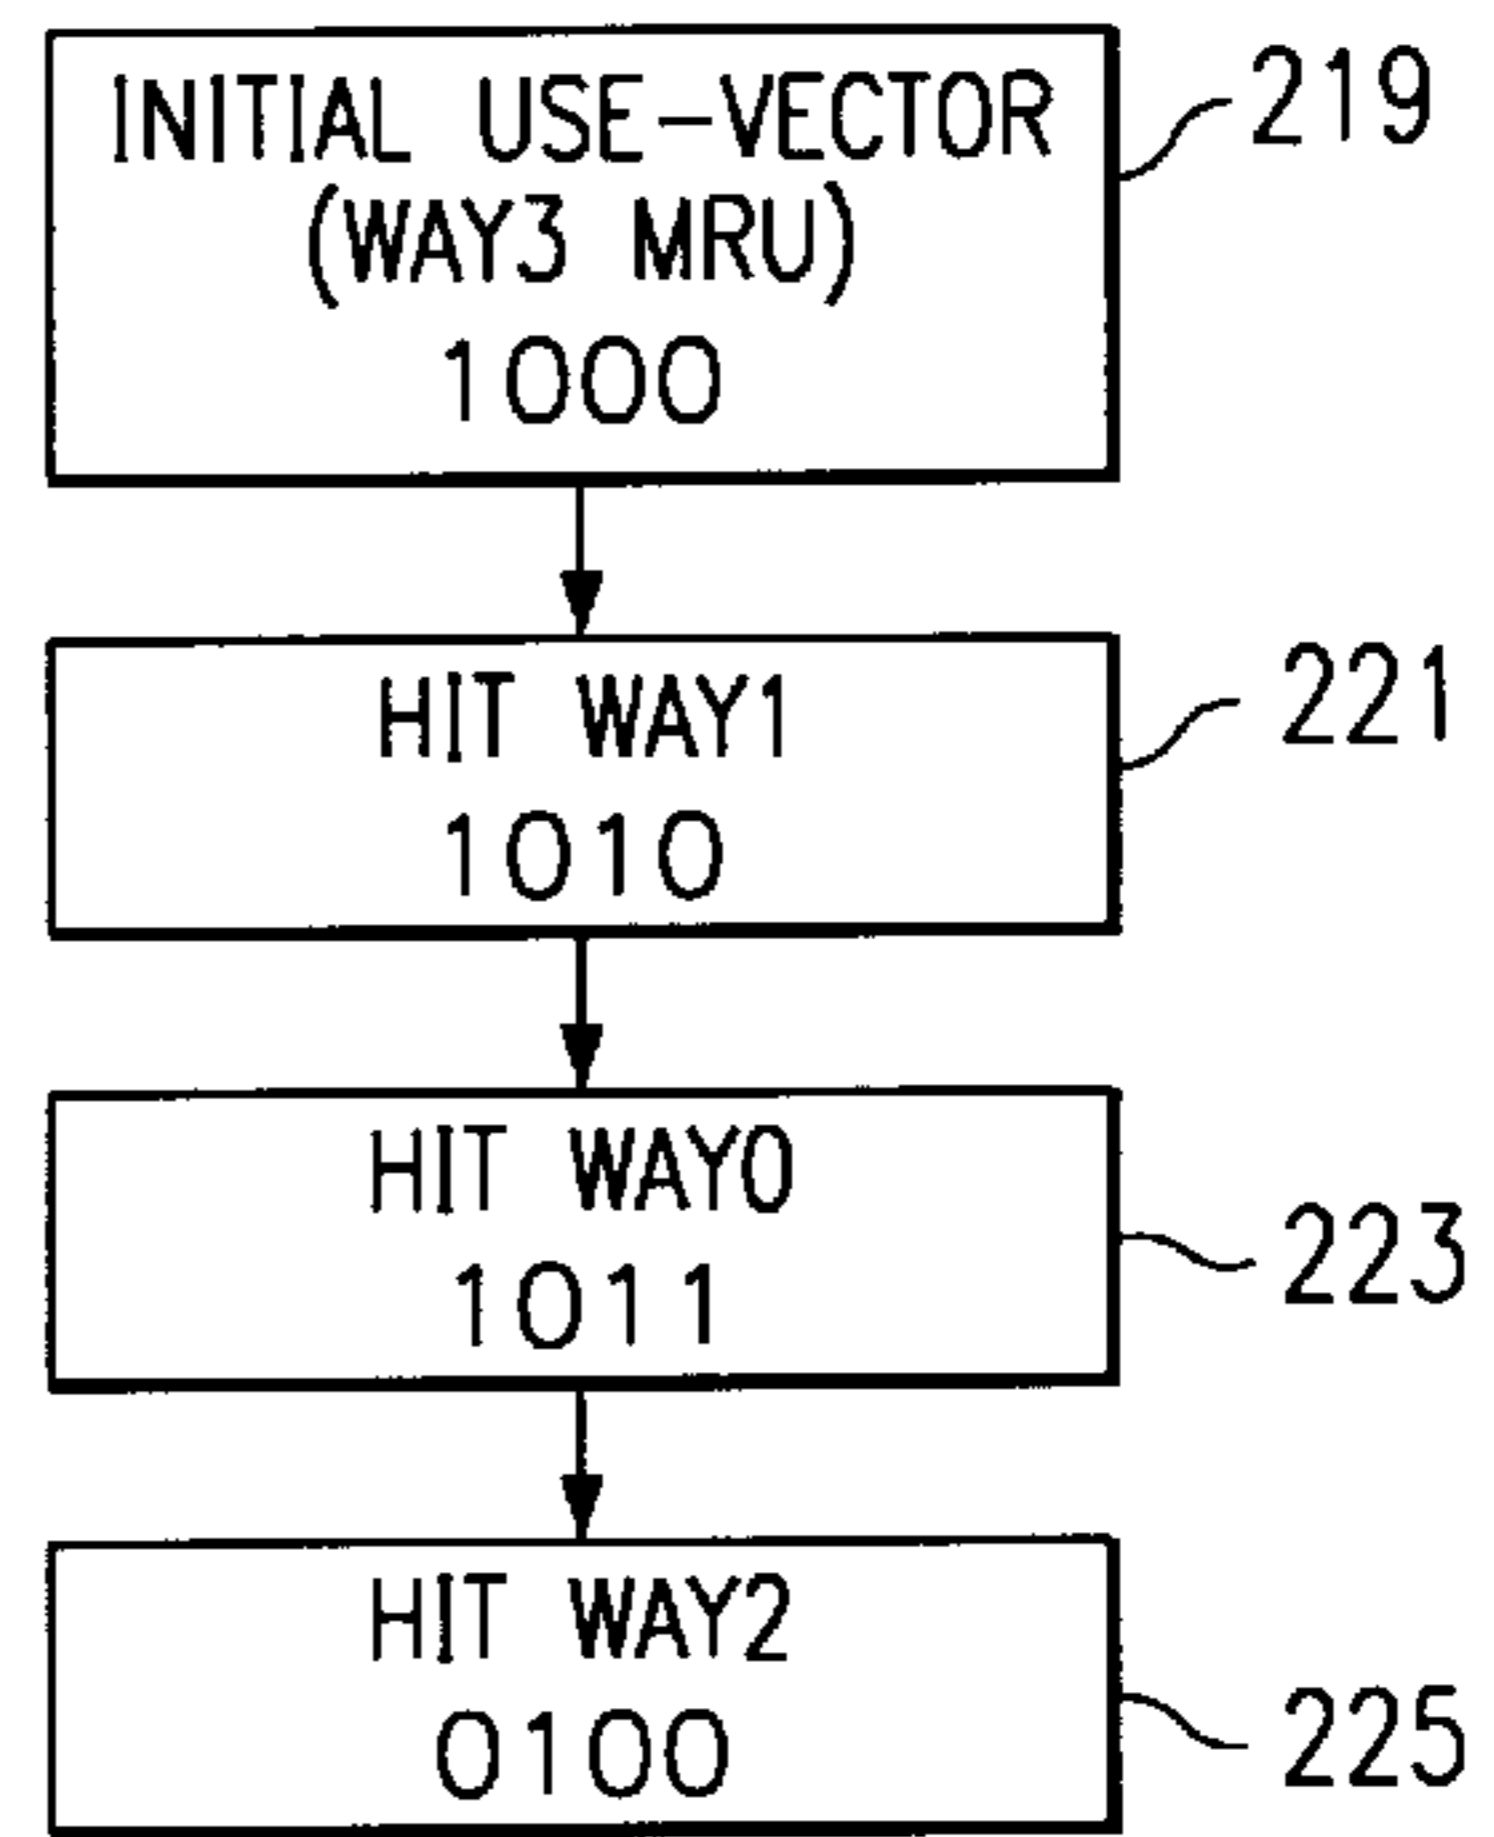 INITIAL USE-VECTOR
(WAY3 MRU)
1000
219
HIT WAY1
1010
221
HIT WAY0
1011
223
HIT WAY2
0100
225